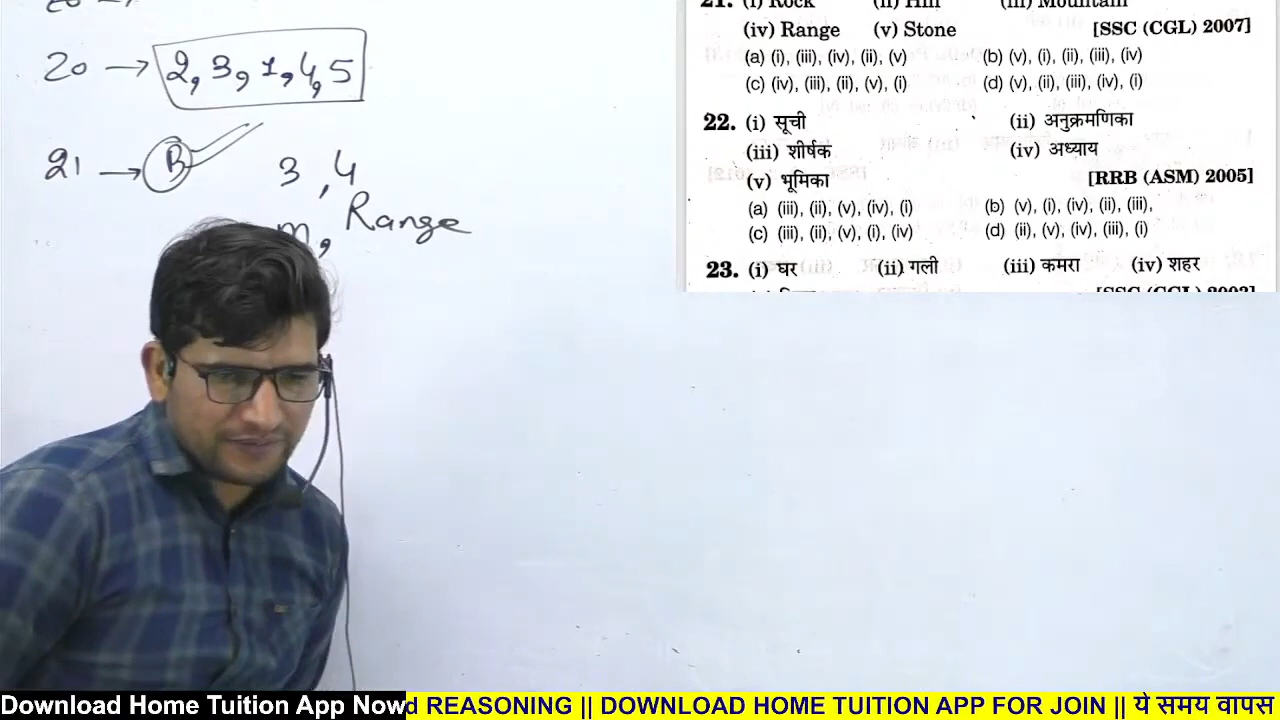 20 → 2, 3, 1, 4, 5
21 → B 3, 4
m, Range
21. (i) Rock (ii) Hill (iii) Mountain
(iv) Range (v) Stone [SSC (CGL) 2007]
(a) (i), (iii), (iv), (ii), (v) (b) (v), (i), (ii), (iii), (iv)
(c) (iv), (iii), (ii), (v), (i) (d) (v), (ii), (iii), (iv), (i)
22. (i) सूची (ii) अनुक्रमणिका
(iii) शीर्षक (iv) अध्याय
(v) भूमिका [RRB (ASM) 2005]
(a) (iii), (ii), (v), (iv), (i) (b) (v), (i), (iv), (ii), (iii),
(c) (iii), (ii), (v), (i), (iv) (d) (ii), (v), (iv), (iii), (i)
23. (i) घर (ii) गली (iii) कमरा (iv) शहर
Download Home Tuition App Now d REASONING || DOWNLOAD HOME TUITION APP FOR JOIN || ये समय वापस